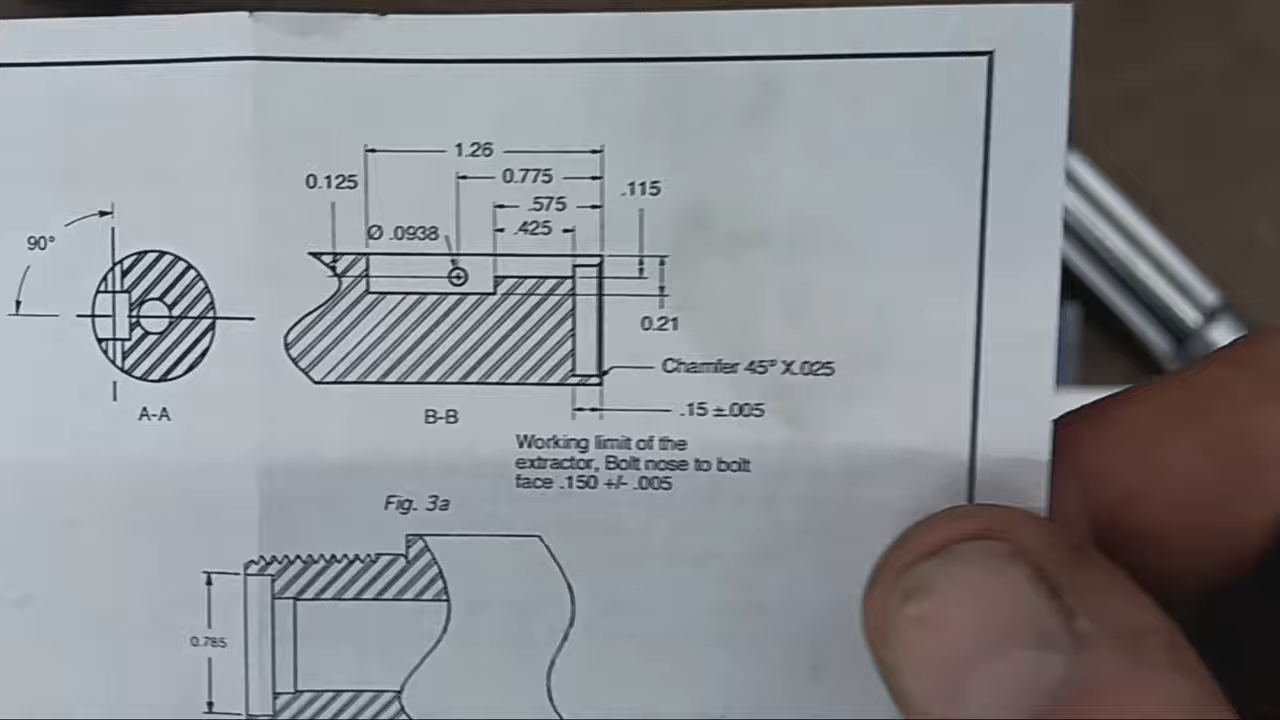 1.26
0.775
0.125
.115
.575
Ø .0938
.425
90°
0.21
Chamfer 45° X.025
A-A
B-B
.15 ±.005
Working limit of the
extractor, Bolt nose to bolt
face .150 +/- .005
Fig. 3a
0.785